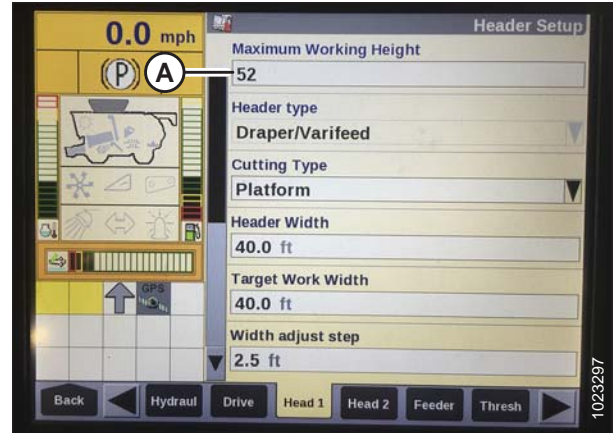 0.0 mph
(P)
A
Header Setup
Maximum Working Height
52
Header type
Draper/Varifeed
Cutting Type
Platform
Header Width
40.0 ft
Target Work Width
40.0 ft
Width adjust step
2.5 ft
GPS
Back
Hydraul
Drive
Head 1
Head 2
Feeder
Thresh
1023297